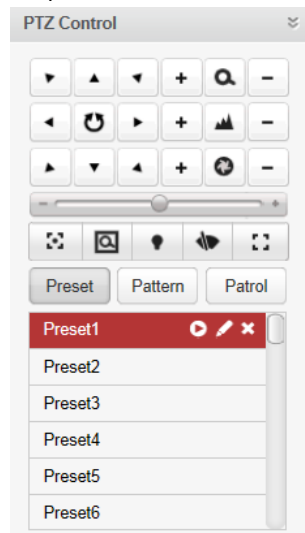 PTZ Control
Preset Pattern Patrol
Preset1
Preset2
Preset3
Preset4
Preset5
Preset6